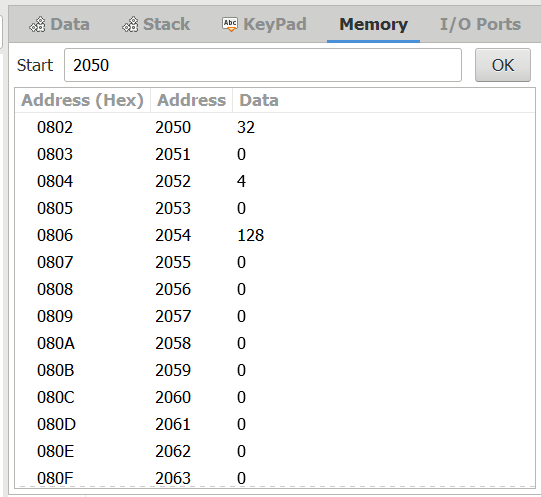 Data Stack Abc KeyPad Memory I/O Ports
Start 2050 OK
Address (Hex) Address Data
0802 2050 32
0803 2051 0
0804 2052 4
0805 2053 0
0806 2054 128
0807 2055 0
0808 2056 0
0809 2057 0
080A 2058 0
080B 2059 0
080C 2060 0
080D 2061 0
080E 2062 0
080F 2063 0